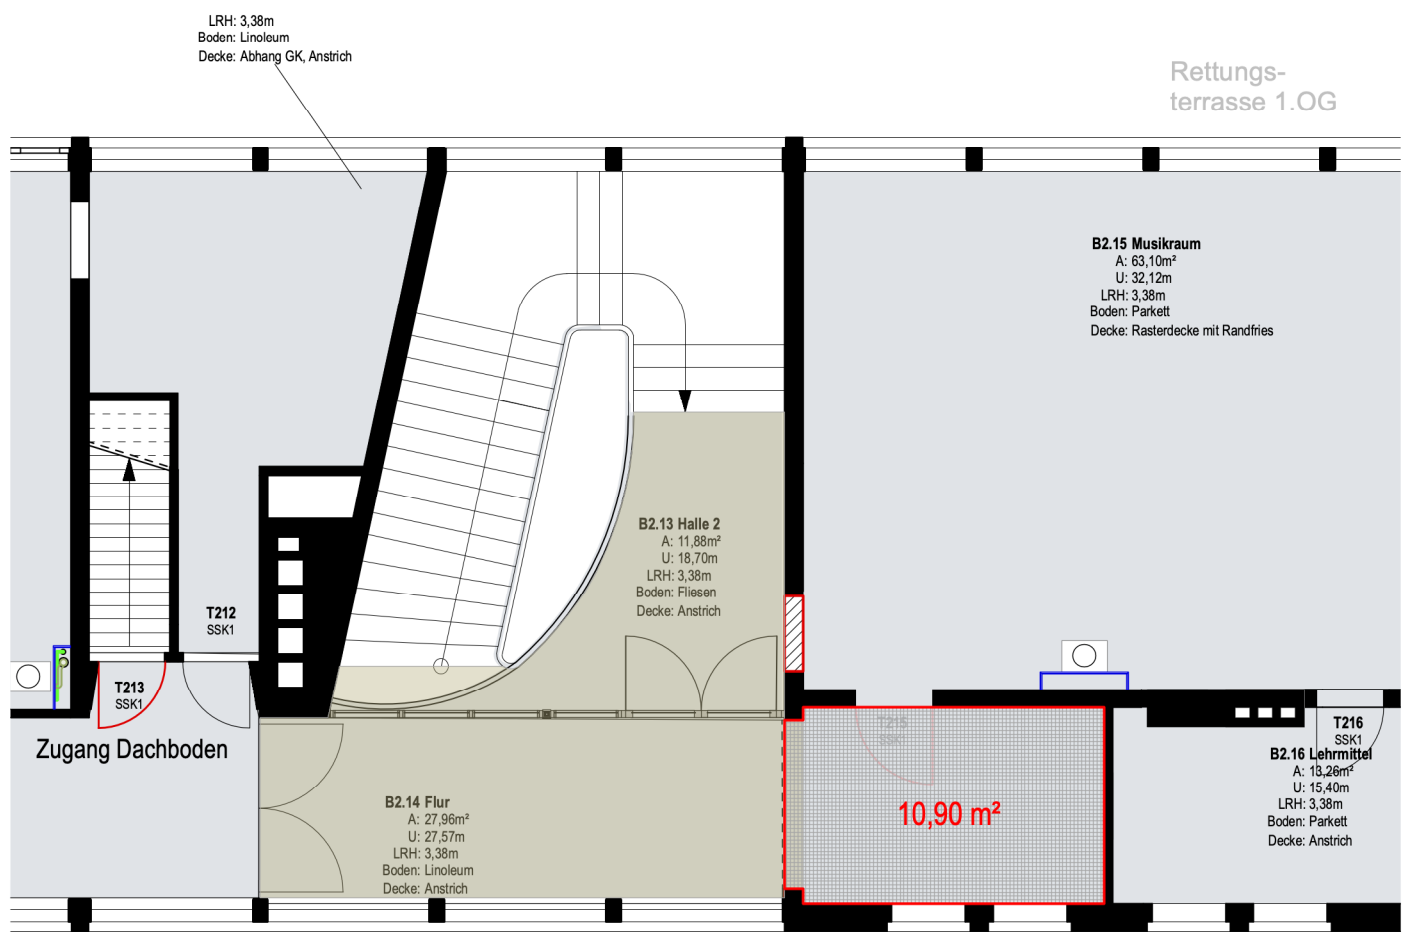 LRH: 3,38m
Boden: Linoleum
Decke: Abhang GK, Anstrich
Rettungs-
terrasse 1.OG
B2.15 Musikraum
A: 63,10m²
U: 32,12m
LRH: 3,38m
Boden: Parkett
Decke: Rasterdecke mit Randfries
B2.13 Halle 2
A: 11,88m²
U: 18,70m
LRH: 3,38m
Boden: Fliesen
Decke: Anstrich
T212
SSK1
T213
SSK1
Zugang Dachboden
T215
SSK1
T216
SSK1
B2.16 Lehrmittel
A: 13,26m²
U: 15,40m
LRH: 3,38m
Boden: Parkett
Decke: Anstrich
10,90 m²
B2.14 Flur
A: 27,96m²
U: 27,57m
LRH: 3,38m
Boden: Linoleum
Decke: Anstrich